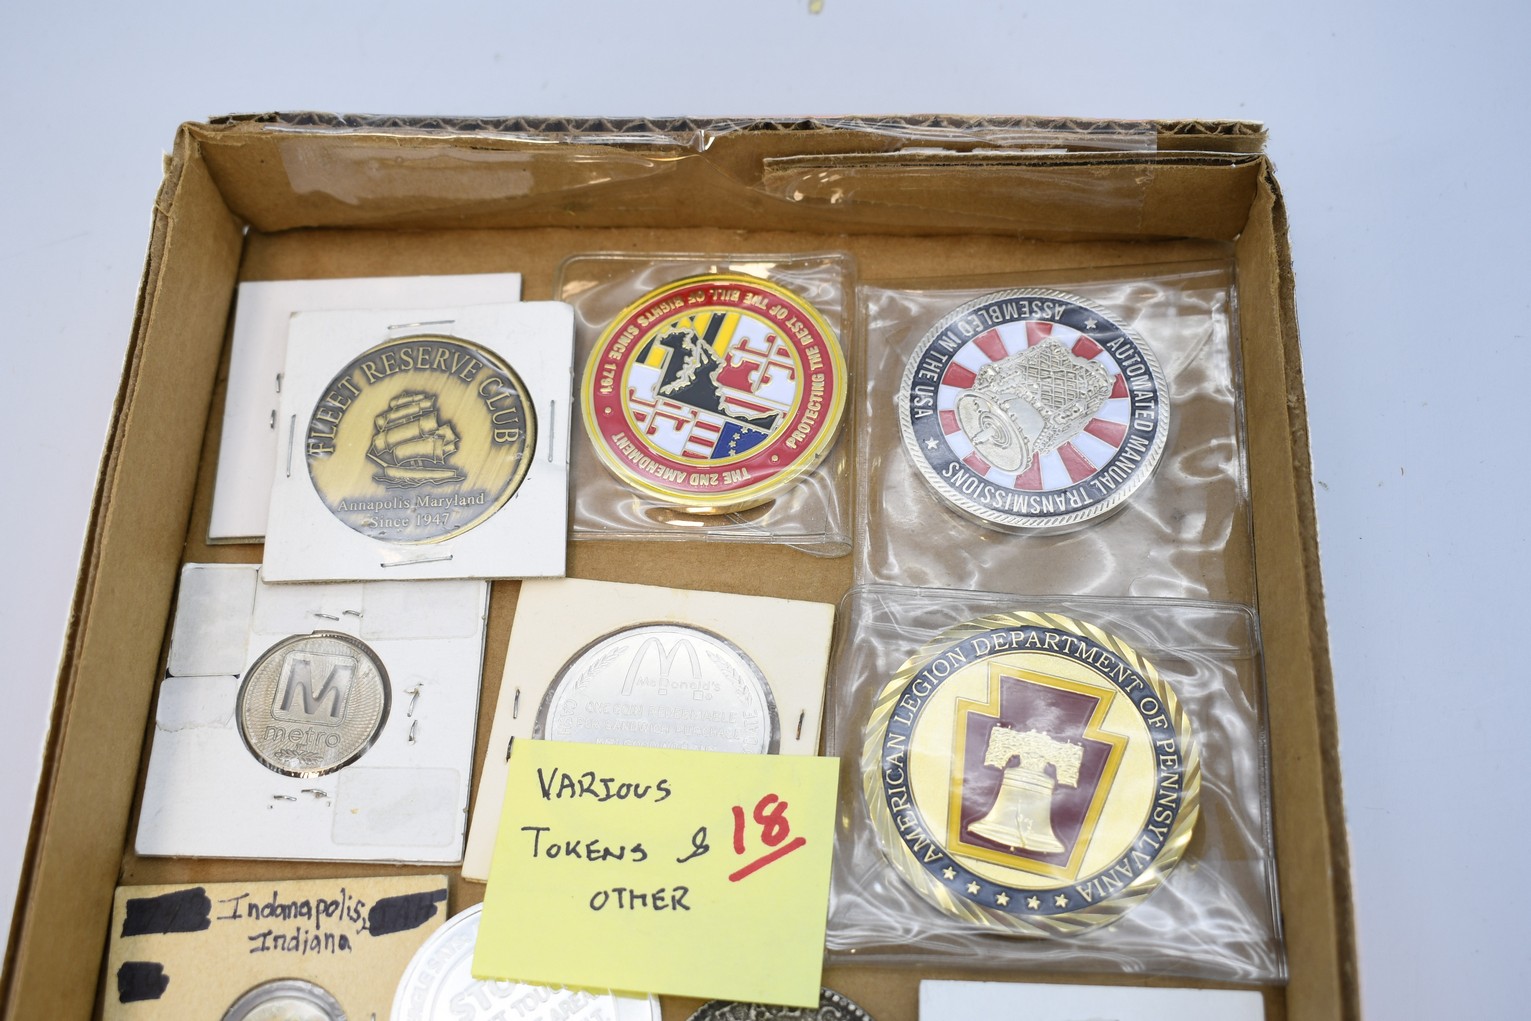 FLEET RESERVE CLUB
Annapolis Maryland
Since 1947
THE 2ND AMENDMENT
PROTECTING THE REST OF THE BILL OF RIGHTS SINCE 1791
AUTOMATED MANUAL TRANSMISSIONS
ASSEMBLED IN THE USA
M
metro
McDonald's
AMERICAN LEGION DEPARTMENT OF PENNSYLVANIA
VARIOUS
TOKENS & 18
OTHER
Indanapolis,
Indiana